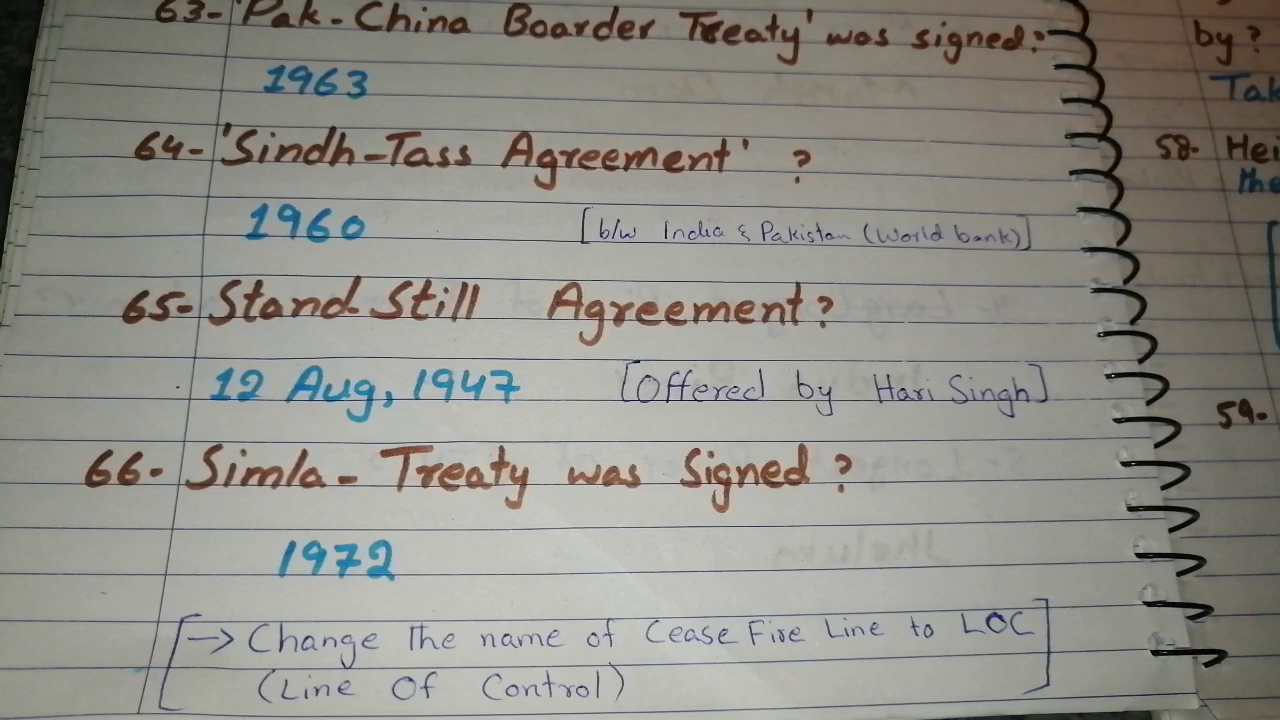 63- 'Pak-China Boarder Treaty' was signed?
1963
64- 'Sindh-Tass Agreement' ?
1960 [b/w India & Pakistan (World bank)]
65- Stand-Still Agreement?
12 Aug, 1947 [Offered by Hari Singh]
66- Simla- Treaty was Signed?
1972
[→ Change the name of Cease Fire Line to LOC
(Line Of Control)]
by?
58-
the
59-